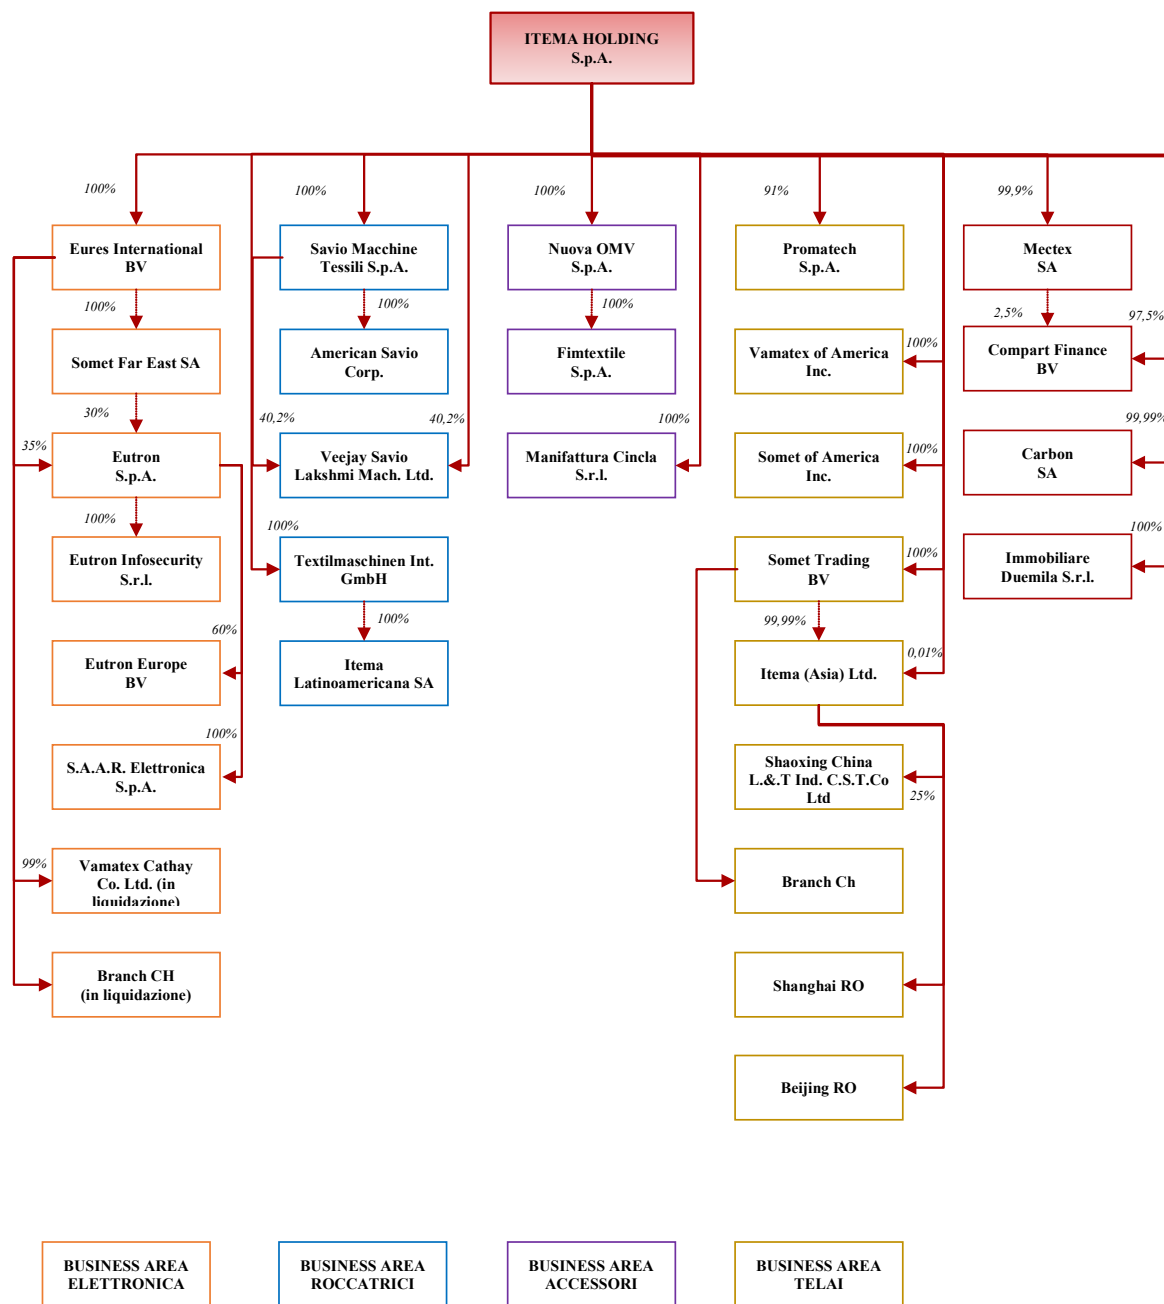 ITEMA HOLDING
S.p.A.
100%
100%
100%
91%
99,9%
Eures International
BV
Savio Macchine
Tessili S.p.A.
Nuova OMV
S.p.A.
Promatech
S.p.A.
Mectex
SA
100%
100%
100%
2,5%
97,5%
Somet Far East SA
American Savio
Corp.
Fimtextile
S.p.A.
Vamatex of America
Inc.
100%
Compart Finance
BV
30%
40,2%
40,2%
100%
99,99%
35%
Eutron
S.p.A.
Veejay Savio
Lakshmi Mach. Ltd.
Manifattura Cincla
S.r.l.
Somet of America
Inc.
100%
Carbon
SA
100%
100%
100%
Eutron Infosecurity
S.r.l.
Textilmaschinen Int.
GmbH
Somet Trading
BV
100%
Immobiliare
Duemila S.r.l.
60%
100%
99,99%
0,01%
Eutron Europe
BV
Itema
Latinoamericana SA
Itema (Asia) Ltd.
100%
S.A.A.R. Elettronica
S.p.A.
Shaoxing China
L.&.T Ind. C.S.T.Co
Ltd
25%
99%
Vamatex Cathay
Co. Ltd. (in
liquidazione)
Branch Ch
Branch CH
(in liquidazione)
Shanghai RO
Beijing RO
BUSINESS AREA
ELETTRONICA
BUSINESS AREA
ROCCATRICI
BUSINESS AREA
ACCESSORI
BUSINESS AREA
TELAI